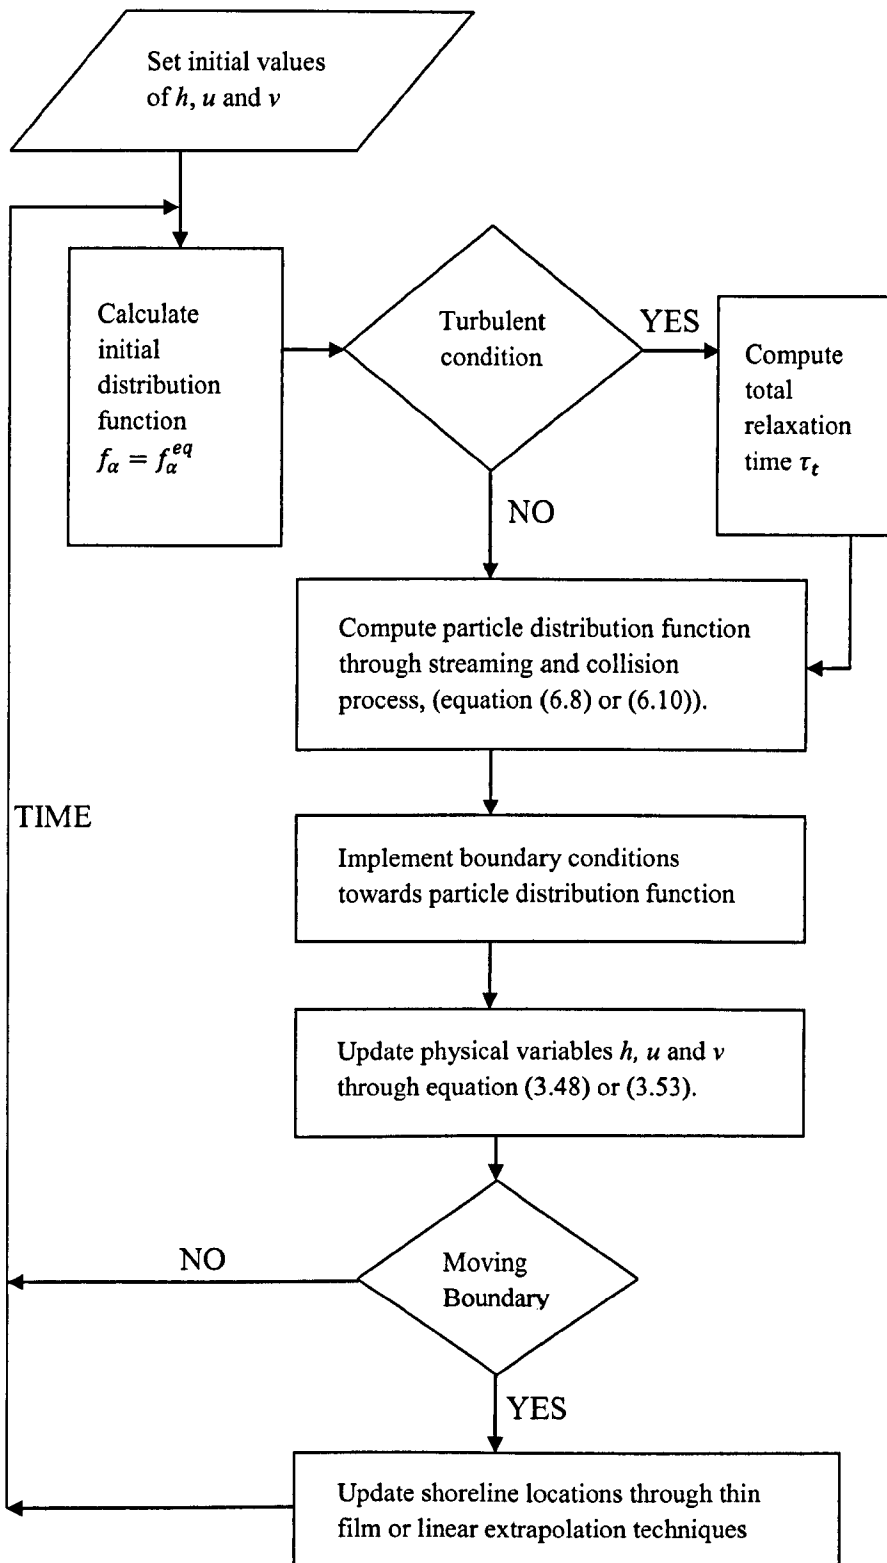 Set initial values
of h, u and v
Calculate
initial
distribution
function
fα = fα^eq
Turbulent
condition
YES
Compute
total
relaxation
time τt
NO
Compute particle distribution function
through streaming and collision
process, (equation (6.8) or (6.10)).
TIME
Implement boundary conditions
towards particle distribution function
Update physical variables h, u and v
through equation (3.48) or (3.53).
NO
Moving
Boundary
YES
Update shoreline locations through thin
film or linear extrapolation techniques